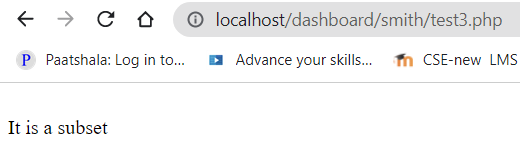 localhost/dashboard/smith/test3.php
P Paatshala: Log in to... Advance your skills... CSE-new LMS
It is a subset